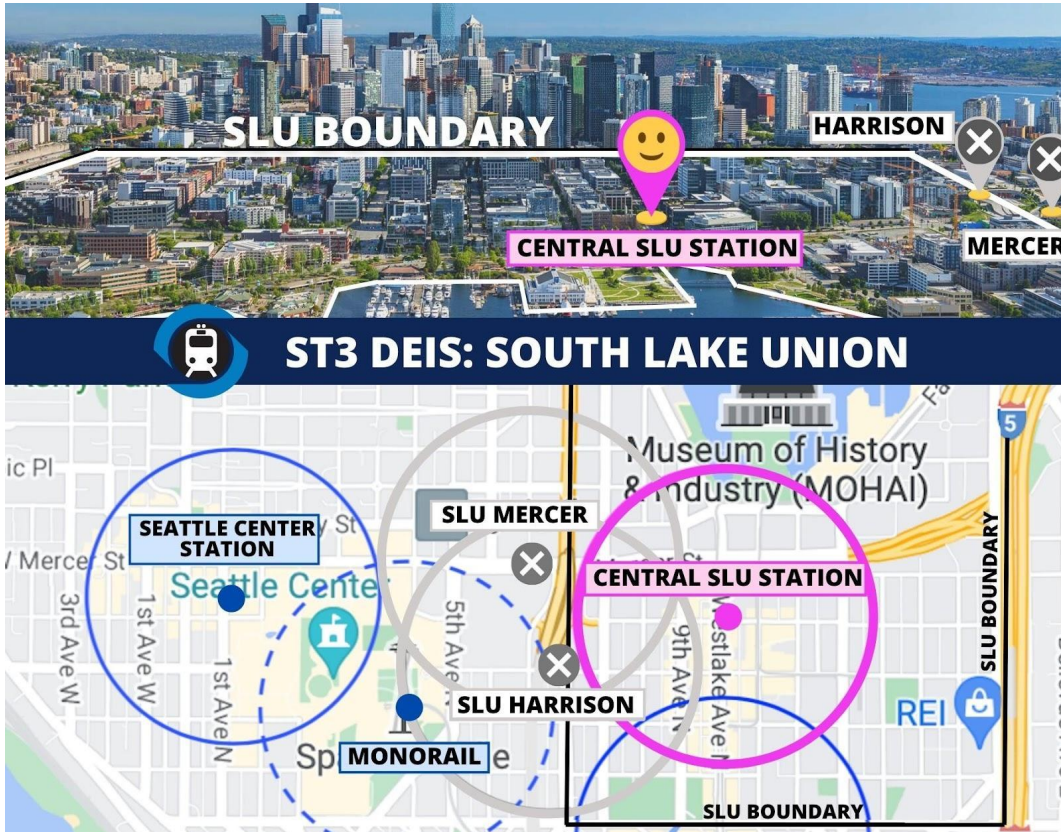 SLU BOUNDARY
HARRISON
CENTRAL SLU STATION
MERCER
ST3 DEIS: SOUTH LAKE UNION
5
Museum of History
& Industry (MOHAI)
ic Pl
SLU MERCER
SEATTLE CENTER
STATION
y St
W Mercer St
Seattle Center
CENTRAL SLU STATION
3rd Ave W
1st Ave W
1st Ave N
5th Ave N
9th Ave N
Westlake Ave N
SLU BOUNDARY
SLU HARRISON
REI
MONORAIL
SLU BOUNDARY